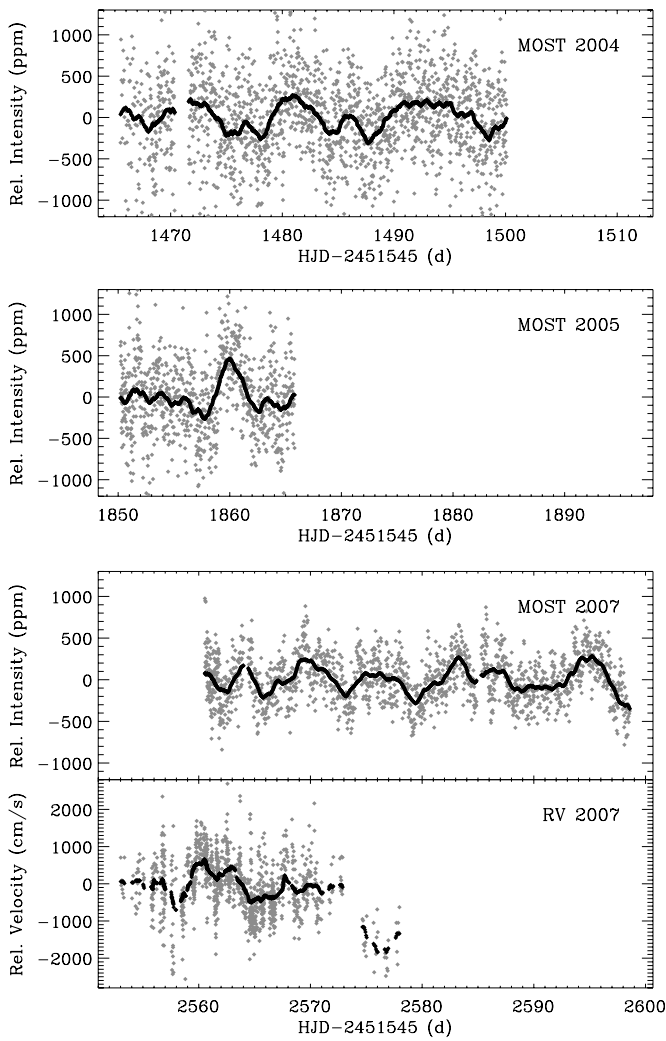 MOST 2004
Rel. Intensity (ppm)
1000
500
0
−500
−1000
1470 1480 1490 1500 1510
HJD−2451545 (d)
MOST 2005
Rel. Intensity (ppm)
1000
500
0
−500
−1000
1850 1860 1870 1880 1890
HJD−2451545 (d)
MOST 2007
Rel. Intensity (ppm)
1000
500
0
−500
−1000
RV 2007
Rel. Velocity (cm/s)
2000
1000
0
−1000
−2000
2560 2570 2580 2590 2600
HJD−2451545 (d)